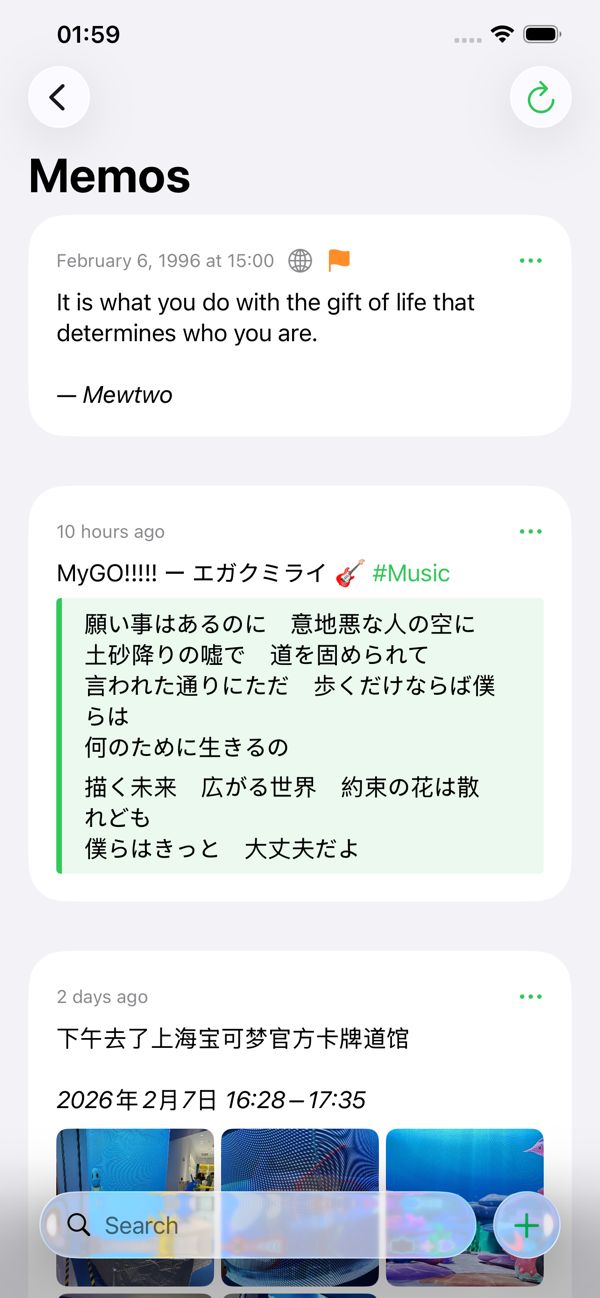 01:59
Memos
February 6, 1996 at 15:00
It is what you do with the gift of life that
determines who you are.
— Mewtwo
10 hours ago
MyGO!!!!! ー エガクミライ 🎸 #Music
願い事はあるのに　意地悪な人の空に
土砂降りの嘘で　道を固められて
言われた通りにただ　歩くだけならば僕
らは
何のために生きるの
描く未来　広がる世界　約束の花は散
れども
僕らはきっと　大丈夫だよ
2 days ago
下午去了上海宝可梦官方卡牌道馆
2026年2月7日 16:28–17:35
Search